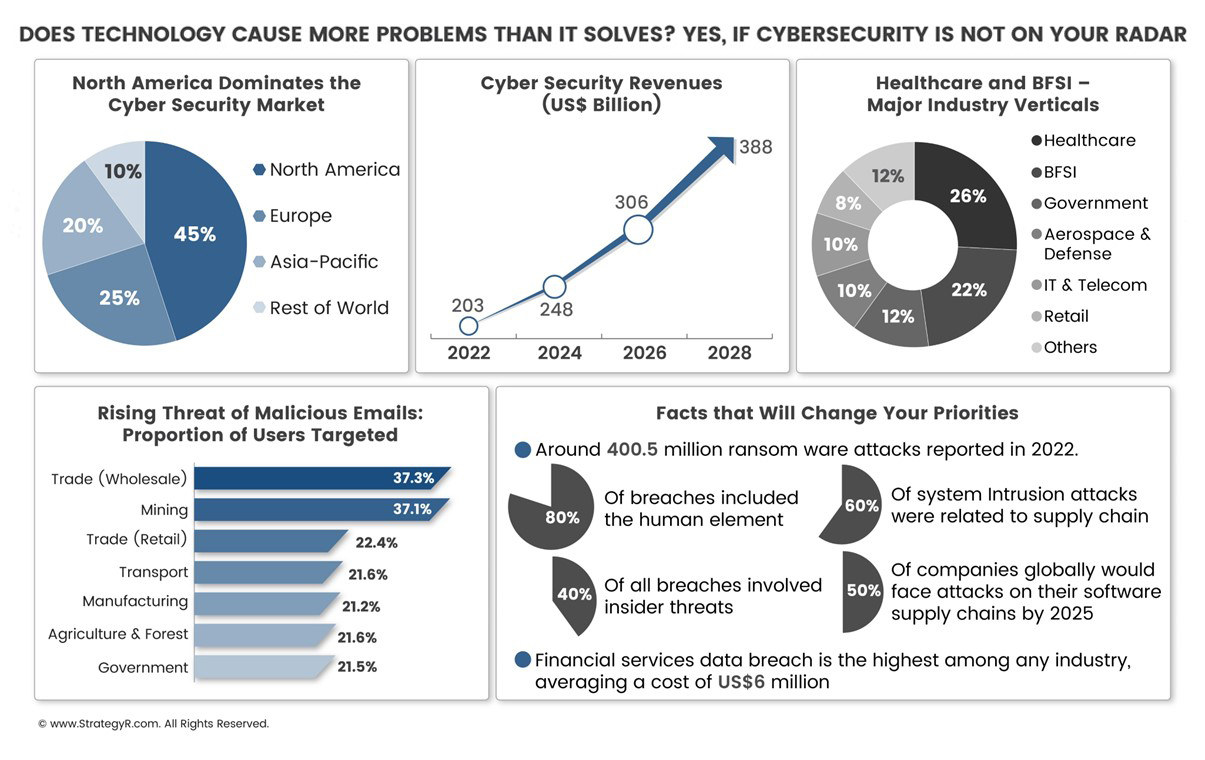 DOES TECHNOLOGY CAUSE MORE PROBLEMS THAN IT SOLVES? YES, IF CYBERSECURITY IS NOT ON YOUR RADAR
North America Dominates the
Cyber Security Market
10%
20%
45%
25%
North America
Europe
Asia-Pacific
Rest of World
Cyber Security Revenues
(US$ Billion)
388
306
203
248
2022
2024
2026
2028
Healthcare and BFSI –
Major Industry Verticals
12%
26%
8%
10%
10%
22%
12%
Healthcare
BFSI
Government
Aerospace &
Defense
IT & Telecom
Retail
Others
Rising Threat of Malicious Emails:
Proportion of Users Targeted
Trade (Wholesale) 37.3%
Mining 37.1%
Trade (Retail) 22.4%
Transport 21.6%
Manufacturing 21.2%
Agriculture & Forest 21.6%
Government 21.5%
Facts that Will Change Your Priorities
Around 400.5 million ransom ware attacks reported in 2022.
80%
Of breaches included
the human element
60%
Of system Intrusion attacks
were related to supply chain
40%
Of all breaches involved
insider threats
50%
Of companies globally would
face attacks on their software
supply chains by 2025
Financial services data breach is the highest among any industry,
averaging a cost of US$6 million
© www.StrategyR.com. All Rights Reserved.